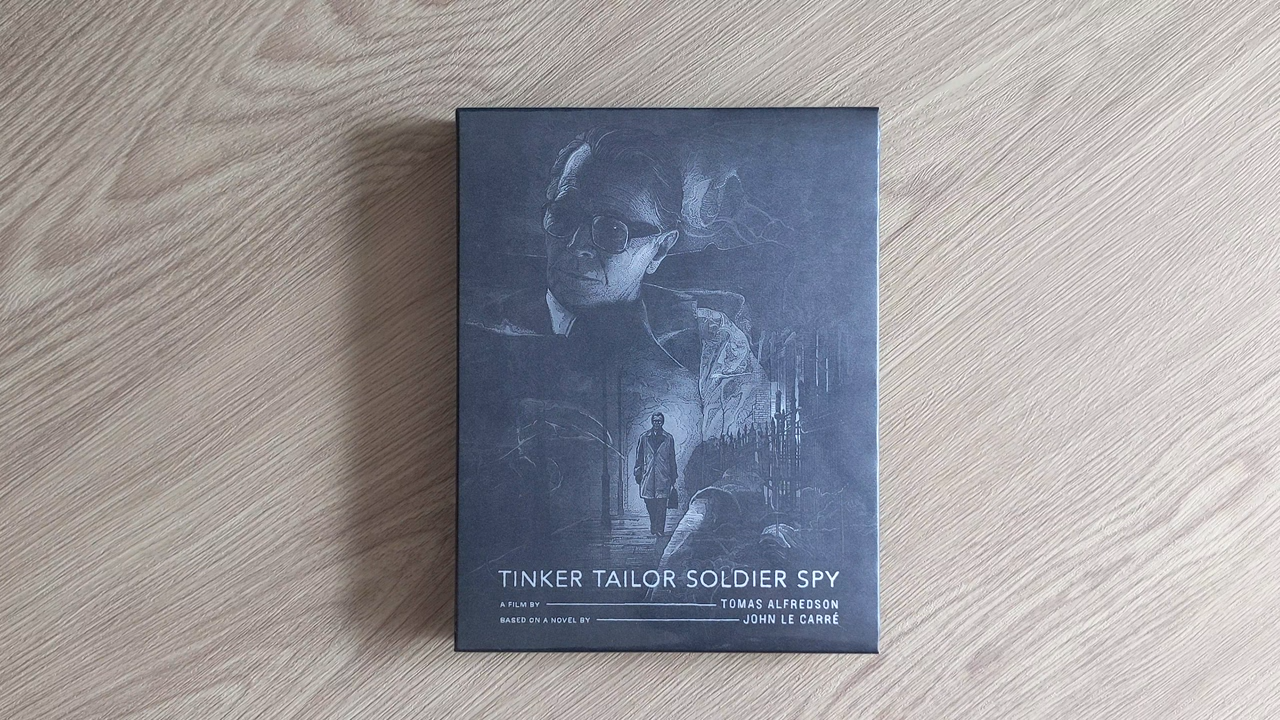 TINKER TAILOR SOLDIER SPY
A FILM BY TOMAS ALFREDSON
BASED ON A NOVEL BY JOHN LE CARRÉ